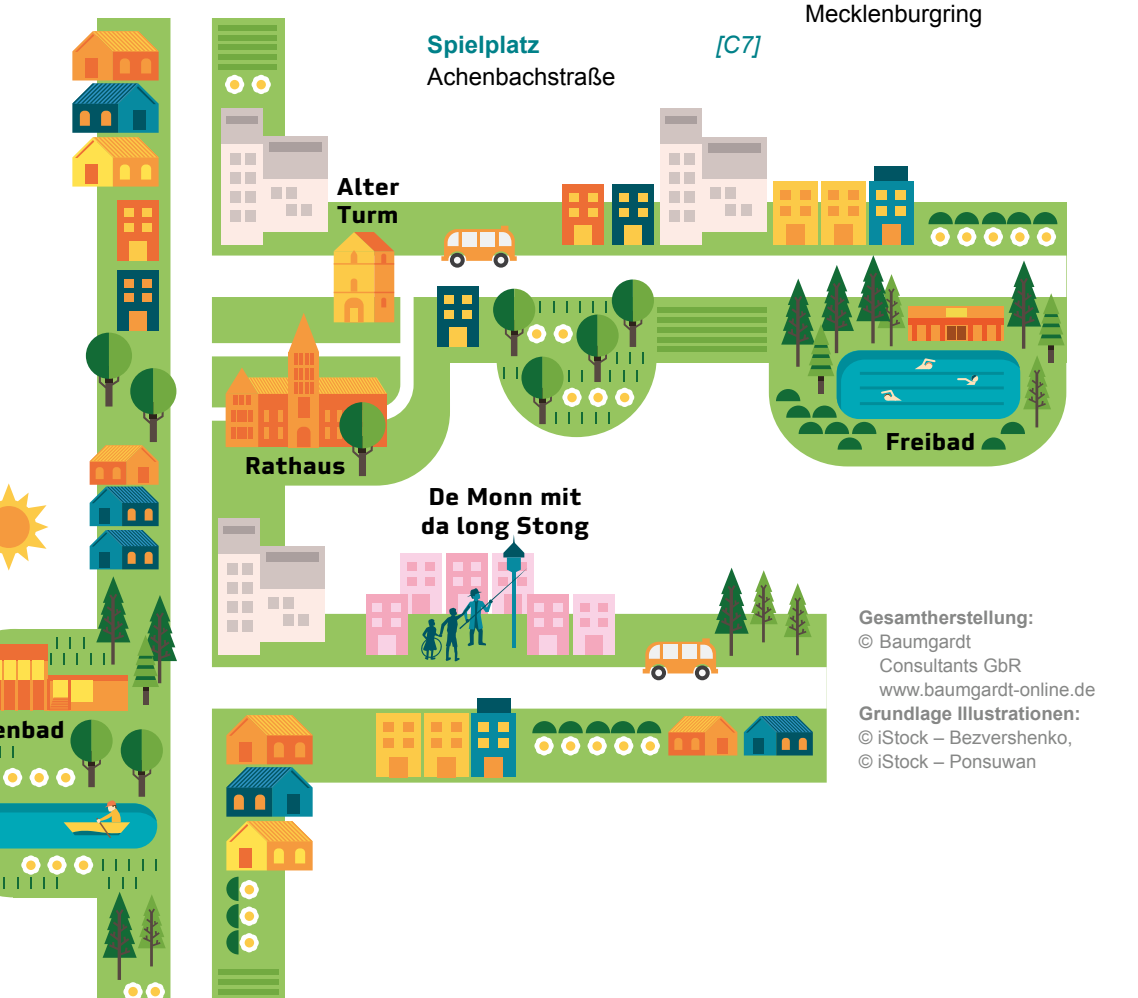 Mecklenburgring
Spielplatz [C7]
Achenbachstraße
Alter
Turm
Rathaus
Freibad
De Monn mit
da long Stong
enbad
Gesamtherstellung:
© Baumgardt
Consultants GbR
www.baumgardt-online.de
Grundlage Illustrationen:
© iStock – Bezvershenko,
© iStock – Ponsuwan